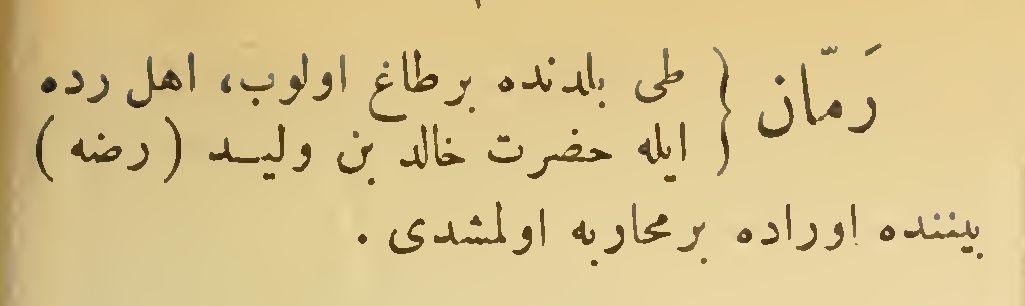 رَمّان { طی بلدنده برطاغ اولوب، اهل رده
ایله حضرت خالد بن ولیـد (رضه)
بیننده اوراده برمحاربه اولمشدی .